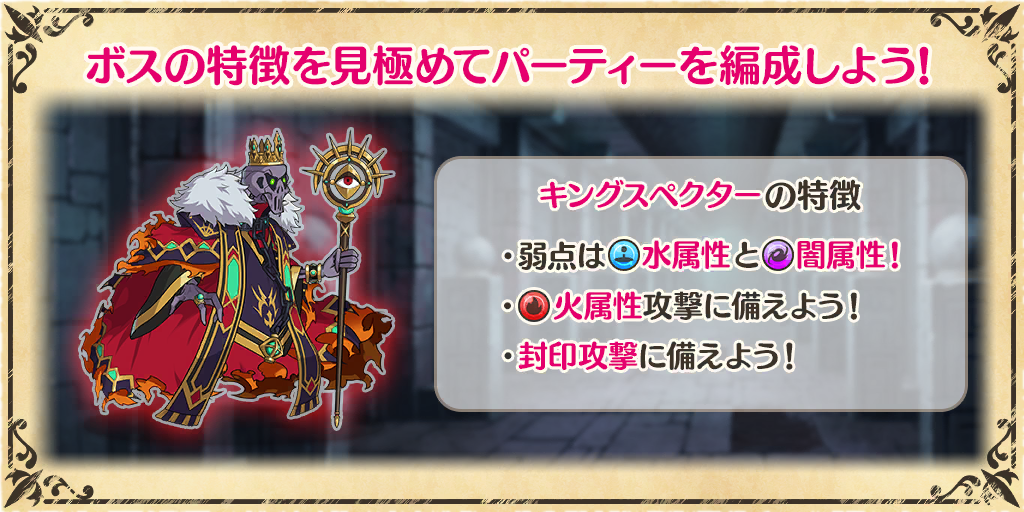 ボスの特徴を見極めてパーティーを編成しよう!
キングスペクターの特徴
・弱点は水属性と闇属性!
・火属性攻撃に備えよう!
・封印攻撃に備えよう!